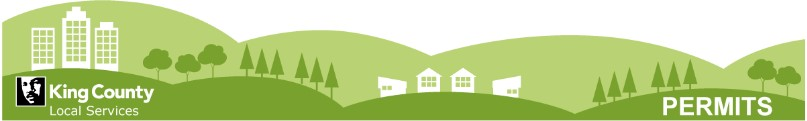 King County
Local Services
PERMITS